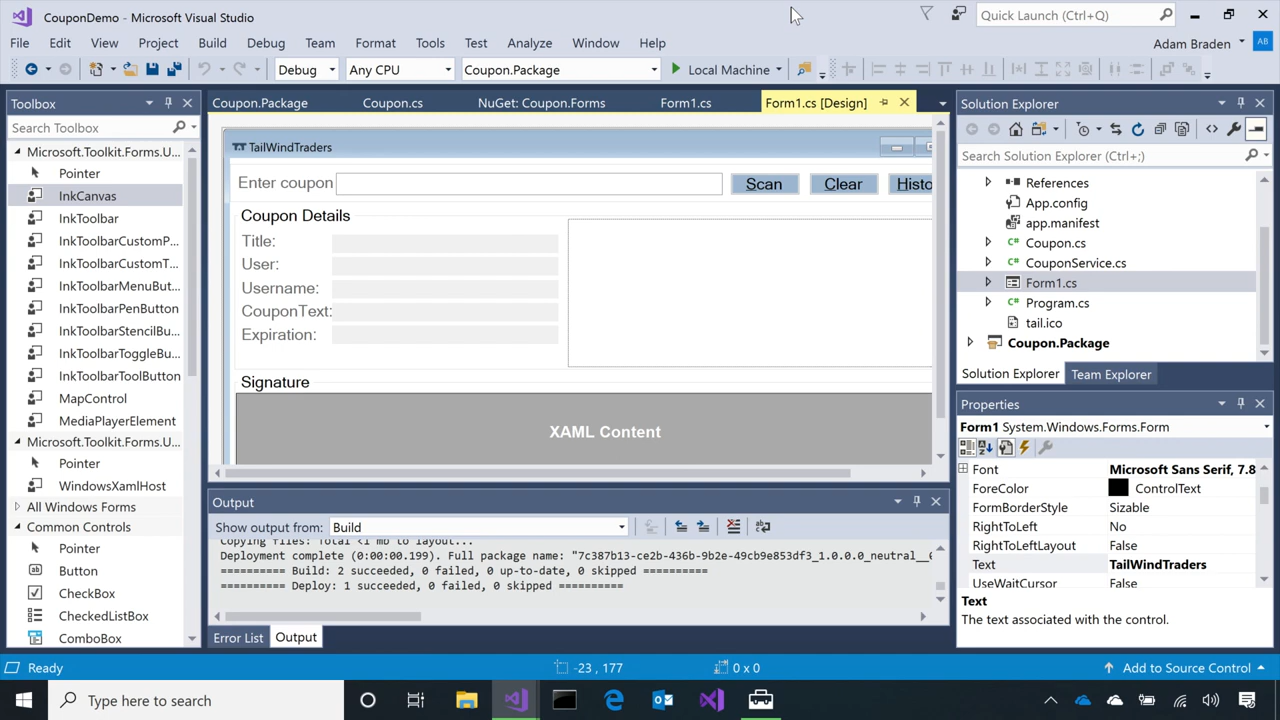 CouponDemo - Microsoft Visual Studio
Quick Launch (Ctrl+Q)
File Edit View Project Build Debug Team Format Tools Test Analyze Window Help
Adam Braden
AB
Debug Any CPU Coupon.Package Local Machine
Toolbox
Search Toolbox
Microsoft.Toolkit.Forms.U...
Pointer
InkCanvas
InkToolbar
InkToolbarCustomP...
InkToolbarCustomT...
InkToolbarMenuBut...
InkToolbarPenButton
InkToolbarStencilBu...
InkToolbarToggleBu...
InkToolbarToolButton
MapControl
MediaPlayerElement
Microsoft.Toolkit.Forms.U...
Pointer
WindowsXamlHost
All Windows Forms
Common Controls
Pointer
Button
CheckBox
CheckedListBox
ComboBox
Coupon.Package Coupon.cs NuGet: Coupon.Forms Form1.cs Form1.cs [Design]
TailWindTraders
Enter coupon Scan Clear Histo
Coupon Details
Title:
User:
Username:
CouponText:
Expiration:
Signature
XAML Content
Output
Show output from: Build
Copying files: Total <1 mb to layout...
Deployment complete (0:00:00.199). Full package name: "7c387b13-ce2b-436b-9b2e-49cb9e853df3_1.0.0.0_neutral__
========== Build: 2 succeeded, 0 failed, 0 up-to-date, 0 skipped ==========
========== Deploy: 1 succeeded, 0 failed, 0 skipped ==========
Error List Output
Solution Explorer
Search Solution Explorer (Ctrl+;)
References
App.config
app.manifest
Coupon.cs
CouponService.cs
Form1.cs
Program.cs
tail.ico
Coupon.Package
Solution Explorer Team Explorer
Properties
Form1 System.Windows.Forms.Form
Font Microsoft Sans Serif, 7.8
ForeColor ControlText
FormBorderStyle Sizable
RightToLeft No
RightToLeftLayout False
Text TailWindTraders
UseWaitCursor False
Text
The text associated with the control.
Ready -23 , 177 0 x 0 Add to Source Control
Type here to search